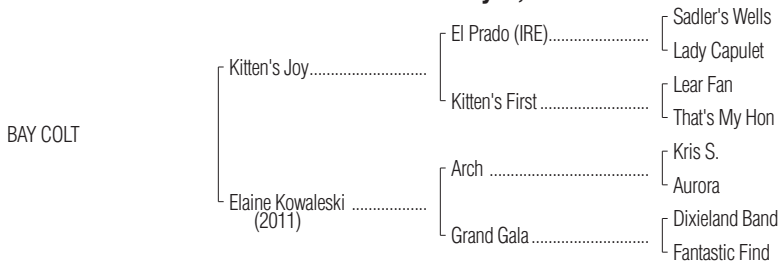 Sadler's Wells
El Prado (IRE)
Lady Capulet
Kitten's Joy
Lear Fan
Kitten's First
That's My Hon
BAY COLT
Kris S.
Arch
Aurora
Elaine Kowaleski
(2011)
Dixieland Band
Grand Gala
Fantastic Find